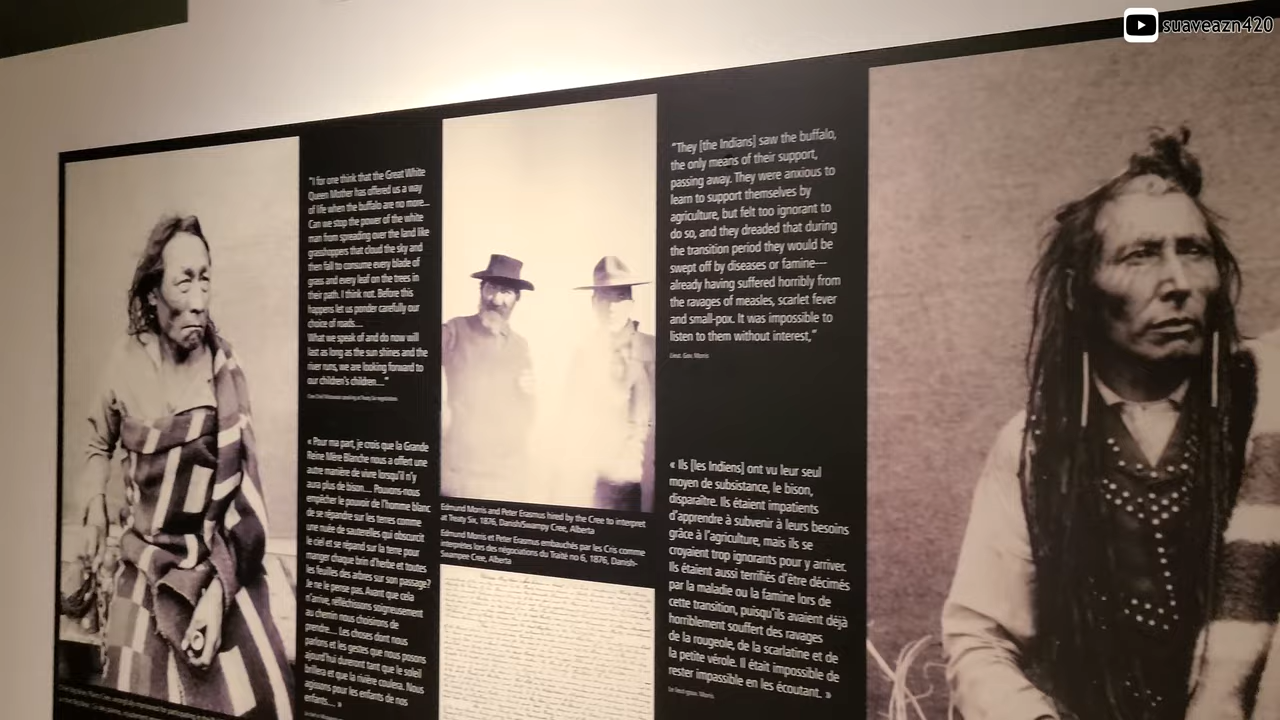 suaveazn420
"I for one think that the Great White
Queen Mother has offered us a way
of life when the buffalo are no more...
Can we stop the power of the white
man from spreading over the land like
grasshoppers that cloud the sky and
then fall to consume every blade of
grass and every leaf on the trees in
their path. I think not. Before this
happens let us ponder carefully our
choice of roads....
What we speak of and do now will
last as long as the sun shines and the
river runs, we are looking forward to
our children's children...."
« Pour ma part, je crois que la Grande
Reine Mère Blanche nous a offert une
autre manière de vivre lorsqu'il n'y
aura plus de bison.... Pouvons-nous
empêcher le pouvoir de l'homme blanc
de se répandre sur les terres comme
une nuée de sauterelles qui obscurcit
le ciel et se répand sur la terre pour
manger chaque brin d'herbe et toutes
les feuilles des arbres sur son passage?
Je ne le pense pas. Avant que cela
n'arrive, réfléchissons soigneusement
au chemin que nous choisirons de
prendre.... Les choses dont nous
parlons et les gestes que nous posons
aujourd'hui dureront tant que le soleil
brillera et que la rivière coulera. Nous
agissons pour les enfants de nos
enfants.... »
Edmund Morris and Peter Erasmus hired by the Cree to interpret
at Treaty Six, 1876, Danish/Swampy Cree, Alberta
Edmund Morris et Peter Erasmus embauchés par les Cris comme
interprètes lors des négociations du Traité no 6, 1876, Danish-
Swampee Cree, Alberta
"They [the Indians] saw the buffalo,
the only means of their support,
passing away. They were anxious to
learn to support themselves by
agriculture, but felt too ignorant to
do so, and they dreaded that during
the transition period they would be
swept off by diseases or famine---
already having suffered horribly from
the ravages of measles, scarlet fever
and small-pox. It was impossible to
listen to them without interest,"
Lieut. Gov. Morris
« Ils [les Indiens] ont vu leur seul
moyen de subsistance, le bison,
disparaître. Ils étaient impatients
d'apprendre à subvenir à leurs besoins
grâce à l'agriculture, mais ils se
croyaient trop ignorants pour y arriver.
Ils étaient aussi terrifiés d'être décimés
par la maladie ou la famine lors de
cette transition, puisqu'ils avaient déjà
horriblement souffert des ravages
de la rougeole, de la scarlatine et de
la petite vérole. Il était impossible de
rester impassible en les écoutant. »